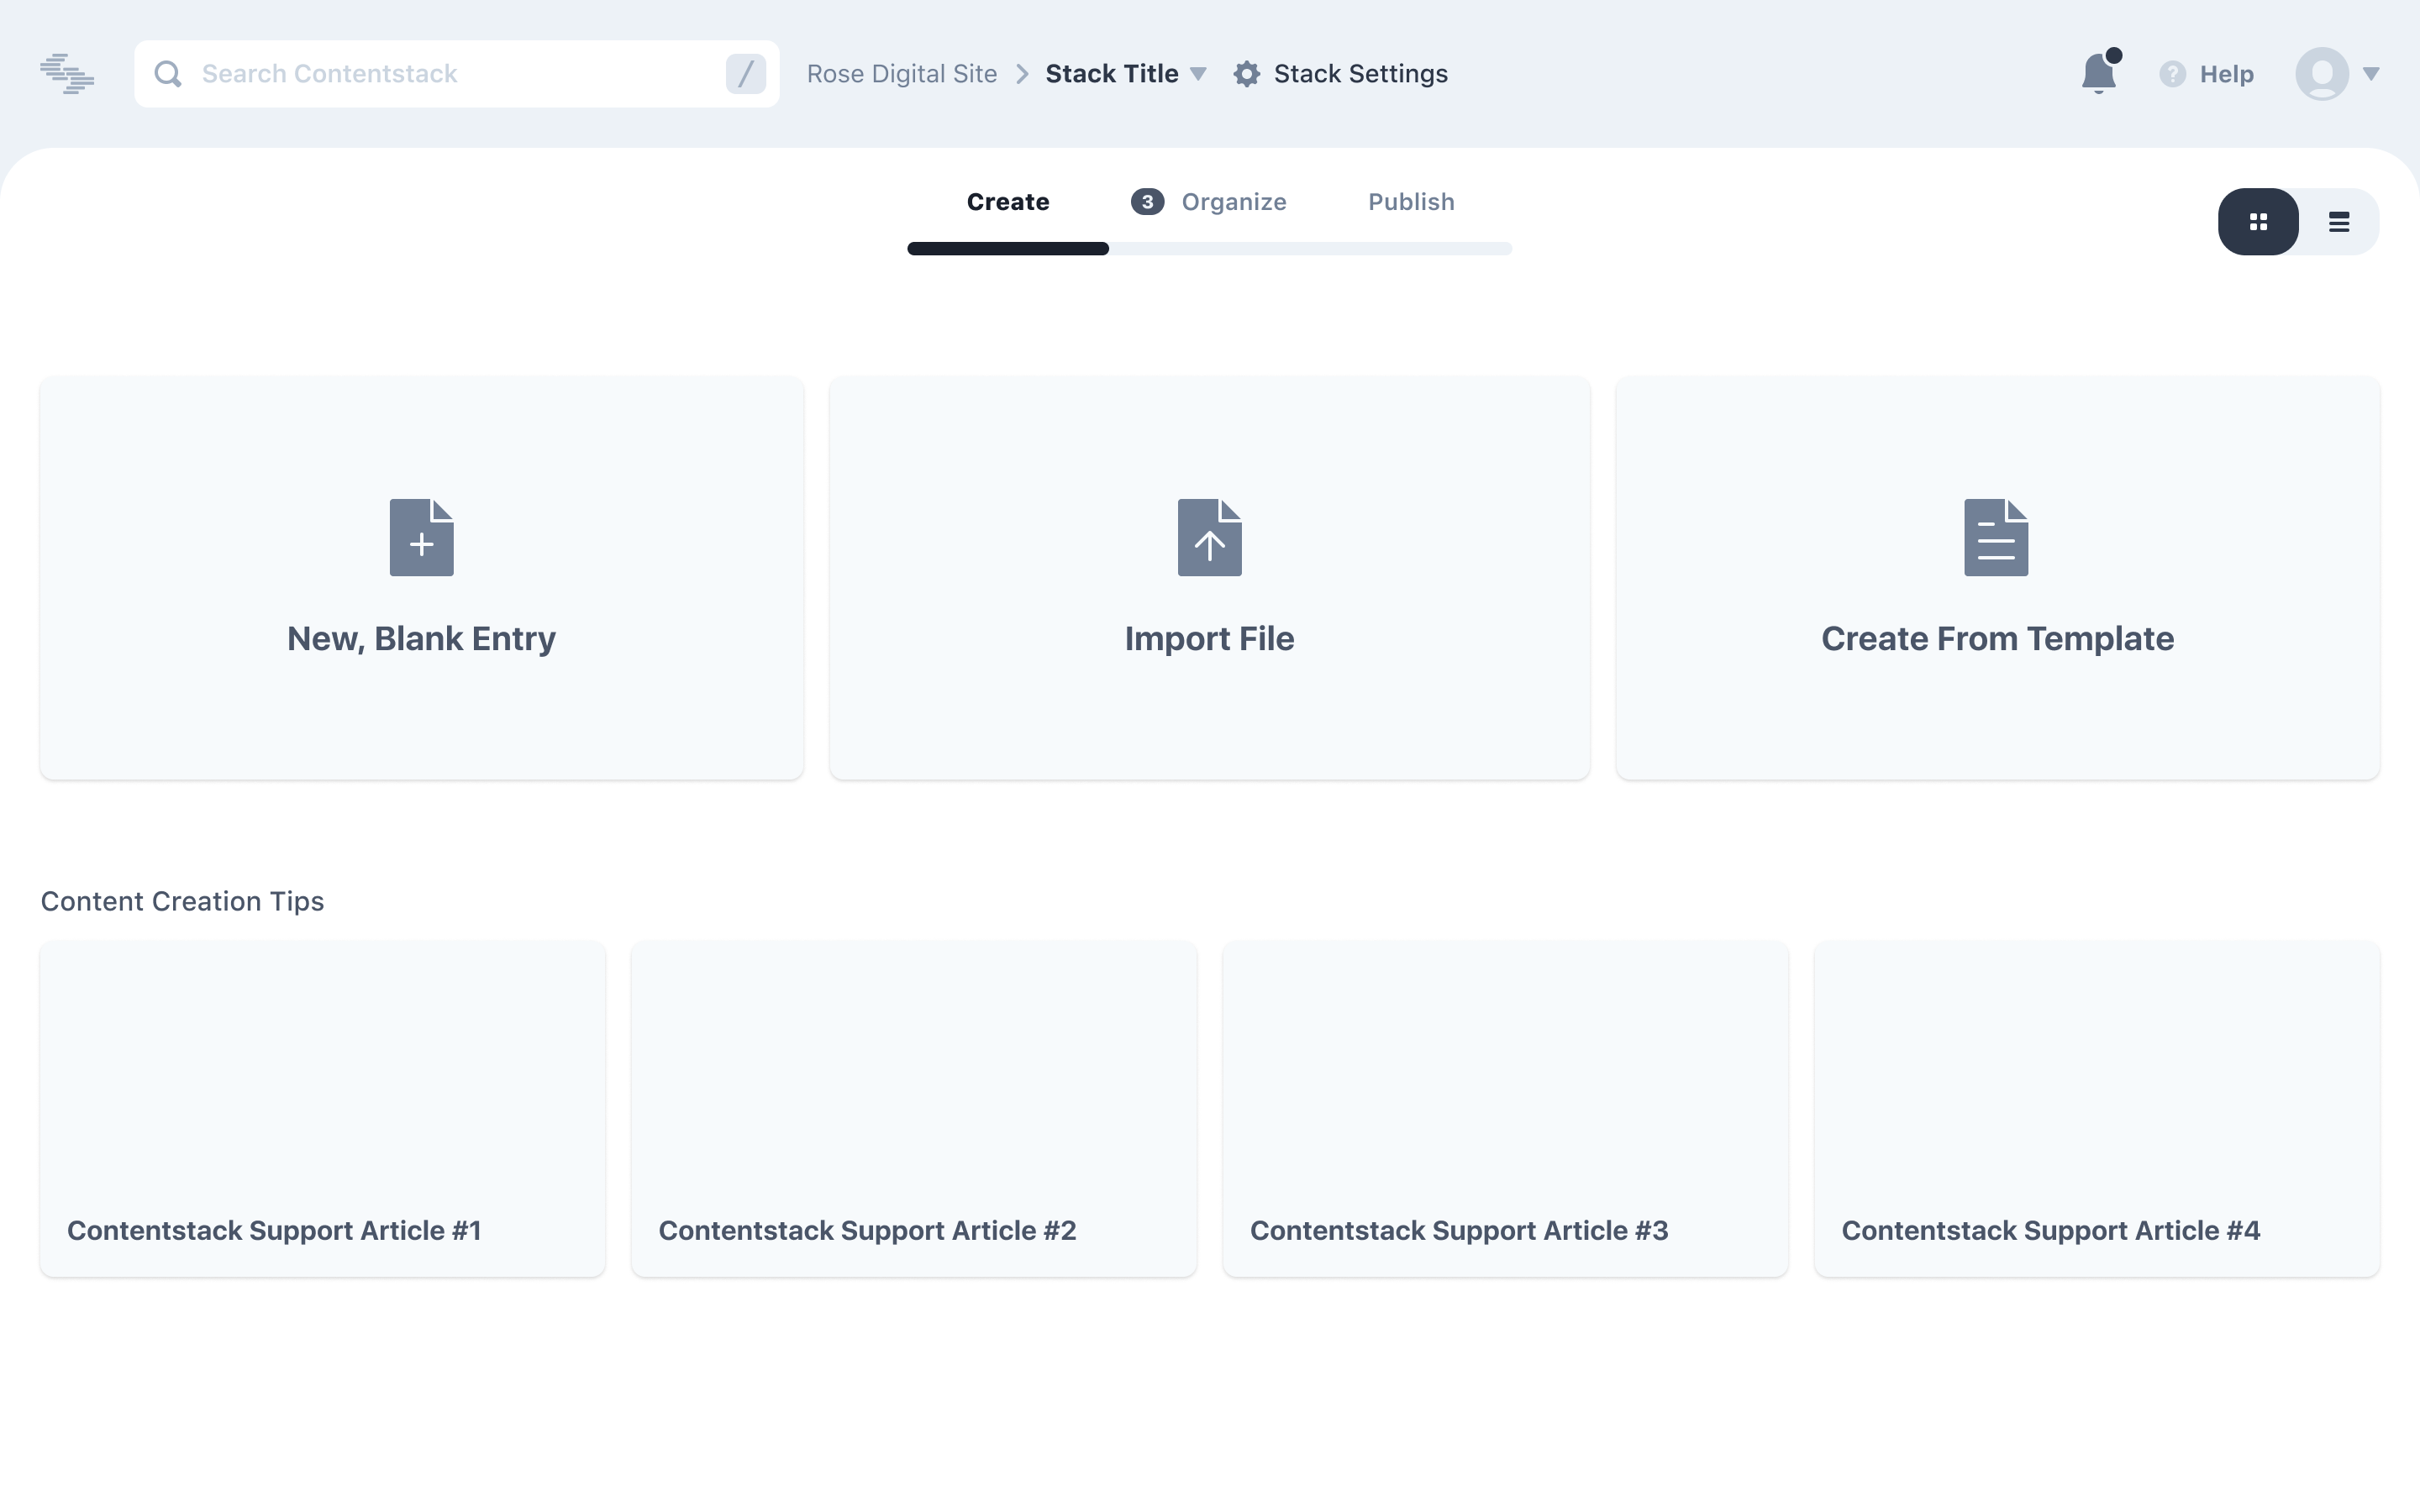 Search Contentstack /
Rose Digital Site > Stack Title Stack Settings
? Help
Create 3 Organize Publish
New, Blank Entry
Import File
Create From Template
Content Creation Tips
Contentstack Support Article #1
Contentstack Support Article #2
Contentstack Support Article #3
Contentstack Support Article #4